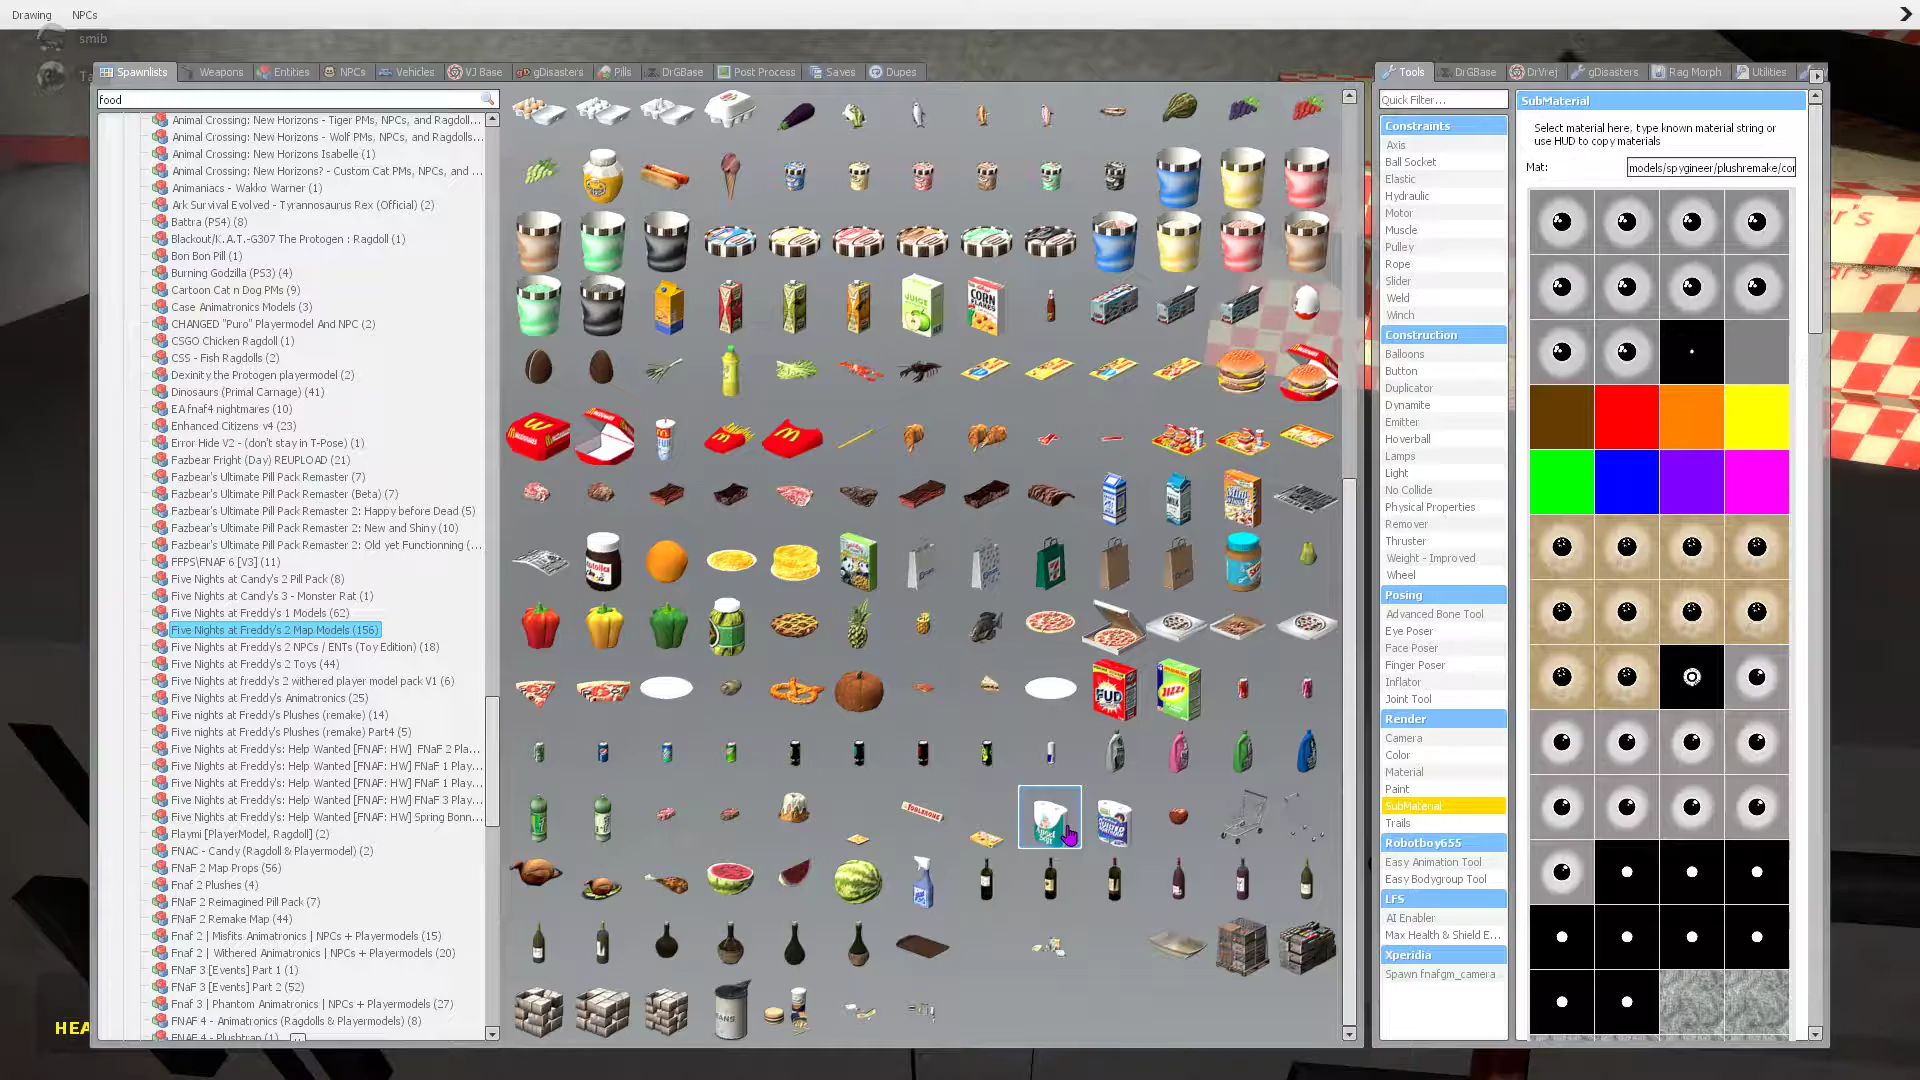 Drawing NPCs
smib
Spawnlists Weapons Entities NPCs Vehicles VJ Base gDisasters Pills DrGBase Post Process Saves Dupes
food
Animal Crossing: New Horizons - Tiger PMs, NPCs, and Ragdoll...
Animal Crossing: New Horizons - Wolf PMs, NPCs, and Ragdolls...
Animal Crossing: New Horizons Isabelle (1)
Animal Crossing: New Horizons? - Custom Cat PMs, NPCs, and ...
Animaniacs - Wakko Warner (1)
Ark Survival Evolved - Tyrannosaurus Rex (Official) (2)
Battra (PS4) (8)
Blackout/K.A.T.-G307 The Protogen : Ragdoll (1)
Bon Bon Pill (1)
Burning Godzilla (PS3) (4)
Cartoon Cat n Dog PMs (9)
Case Animatronics Models (3)
CHANGED "Puro" Playermodel And NPC (2)
CSGO Chicken Ragdoll (1)
CSS - Fish Ragdolls (2)
Dexinity the Protogen playermodel (2)
Dinosaurs (Primal Carnage) (41)
EA fnaf4 nightmares (10)
Enhanced Citizens v4 (23)
Error Hide V2 - (don't stay in T-Pose) (1)
Fazbear Fright (Day) REUPLOAD (21)
Fazbear's Ultimate Pill Pack Remaster (7)
Fazbear's Ultimate Pill Pack Remaster (Beta) (7)
Fazbear's Ultimate Pill Pack Remaster 2: Happy before Dead (5)
Fazbear's Ultimate Pill Pack Remaster 2: New and Shiny (10)
Fazbear's Ultimate Pill Pack Remaster 2: Old yet Functionning (...
FFPS\FNAF 6 [V3] (11)
Five Nights at Candy's 2 Pill Pack (8)
Five Nights at Candy's 3 - Monster Rat (1)
Five Nights at Freddy's 1 Models (62)
Five Nights at Freddy's 2 Map Models (156)
Five Nights at Freddy's 2 NPCs / ENTs (Toy Edition) (18)
Five Nights at Freddy's 2 Toys (44)
Five Nights at freddy's 2 withered player model pack V1 (6)
Five Nights at Freddys Animatronics (25)
Five nights at Freddy's Plushes (remake) (14)
five nights at Freddy's Plushes (remake) Part4 (5)
Five Nights at Freddy's: Help Wanted [FNAF: HW] FNaF 2 Pla...
Five Nights at Freddy's: Help Wanted [FNAF: HW] FNaF 1 Play...
Five Nights at Freddy's: Help Wanted [FNAF: HW] FNaF 1 Play...
Five Nights at Freddy's: Help Wanted [FNAF: HW] FNaF 3 Play...
Five Nights at Freddy's: Help Wanted [FNAF: HW] Spring Bonn...
Flaymi [PlayerModel, Ragdoll] (2)
FNAC - Candy (Ragdoll & Playermodel) (2)
FNaF 2 Map Props (56)
Fnaf 2 Plushes (4)
FNaF 2 Reimagined Pill Pack (7)
FNaF 2 Remake Map (44)
Fnaf 2 | Misfits Animatronics | NPCs + Playermodels (15)
Fnaf 2 | Withered Animatronics | NPCs + Playermodels (20)
FNaF 3 [Events] Part 1 (1)
FNaF 3 [Events] Part 2 (52)
Fnaf 3 | Phantom Animatronics | NPCs + Playermodels (27)
FNAF 4 - Animatronics (Ragdolls & Playermodels) (8)
FNAF 4 - Plushtrap (1)
HEA
JUICE
CORN
Nutella
FUD
JIZZ!
TOBLERONE
BEANS
Tools DrGBase DrVrej gDisasters Rag Morph Utilities
Quick Filter...
Constraints
Axis
Ball Socket
Elastic
Hydraulic
Motor
Muscle
Pulley
Rope
Slider
Weld
Winch
Construction
Balloons
Button
Duplicator
Dynamite
Emitter
Hoverball
Lamps
Light
No Collide
Physical Properties
Remover
Thruster
Weight - Improved
Wheel
Posing
Advanced Bone Tool
Eye Poser
Face Poser
Finger Poser
Inflator
Joint Tool
Render
Camera
Color
Material
Paint
SubMaterial
Trails
Robotboy655
Easy Animation Tool
Easy Bodygroup Tool
LFS
AI Enabler
Max Health & Shield E...
Xperidia
Spawn fnafgm_camera
SubMaterial
Select material here, type known material string or
use HUD to copy materials
Mat: models/spygineer/plushremake/cor